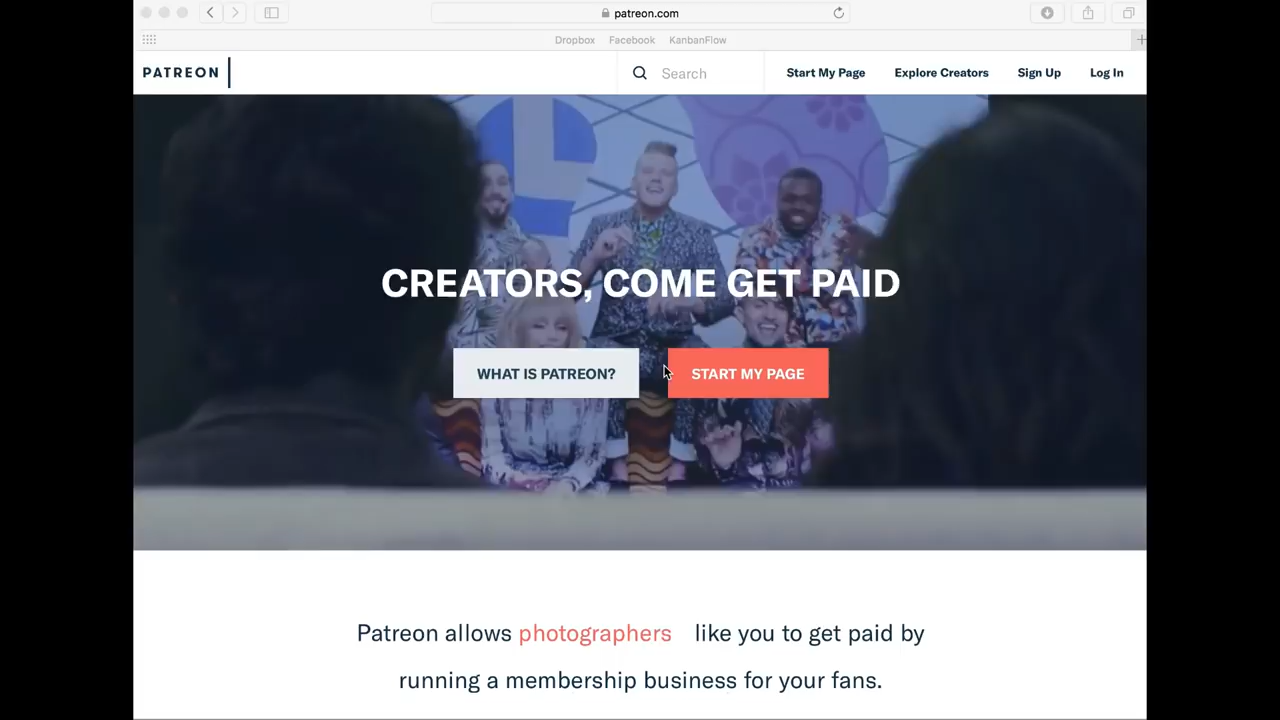 patreon.com
Dropbox Facebook KanbanFlow
PATREON Search Start My Page Explore Creators Sign Up Log In
CREATORS, COME GET PAID
WHAT IS PATREON? START MY PAGE
Patreon allows photographers like you to get paid by
running a membership business for your fans.